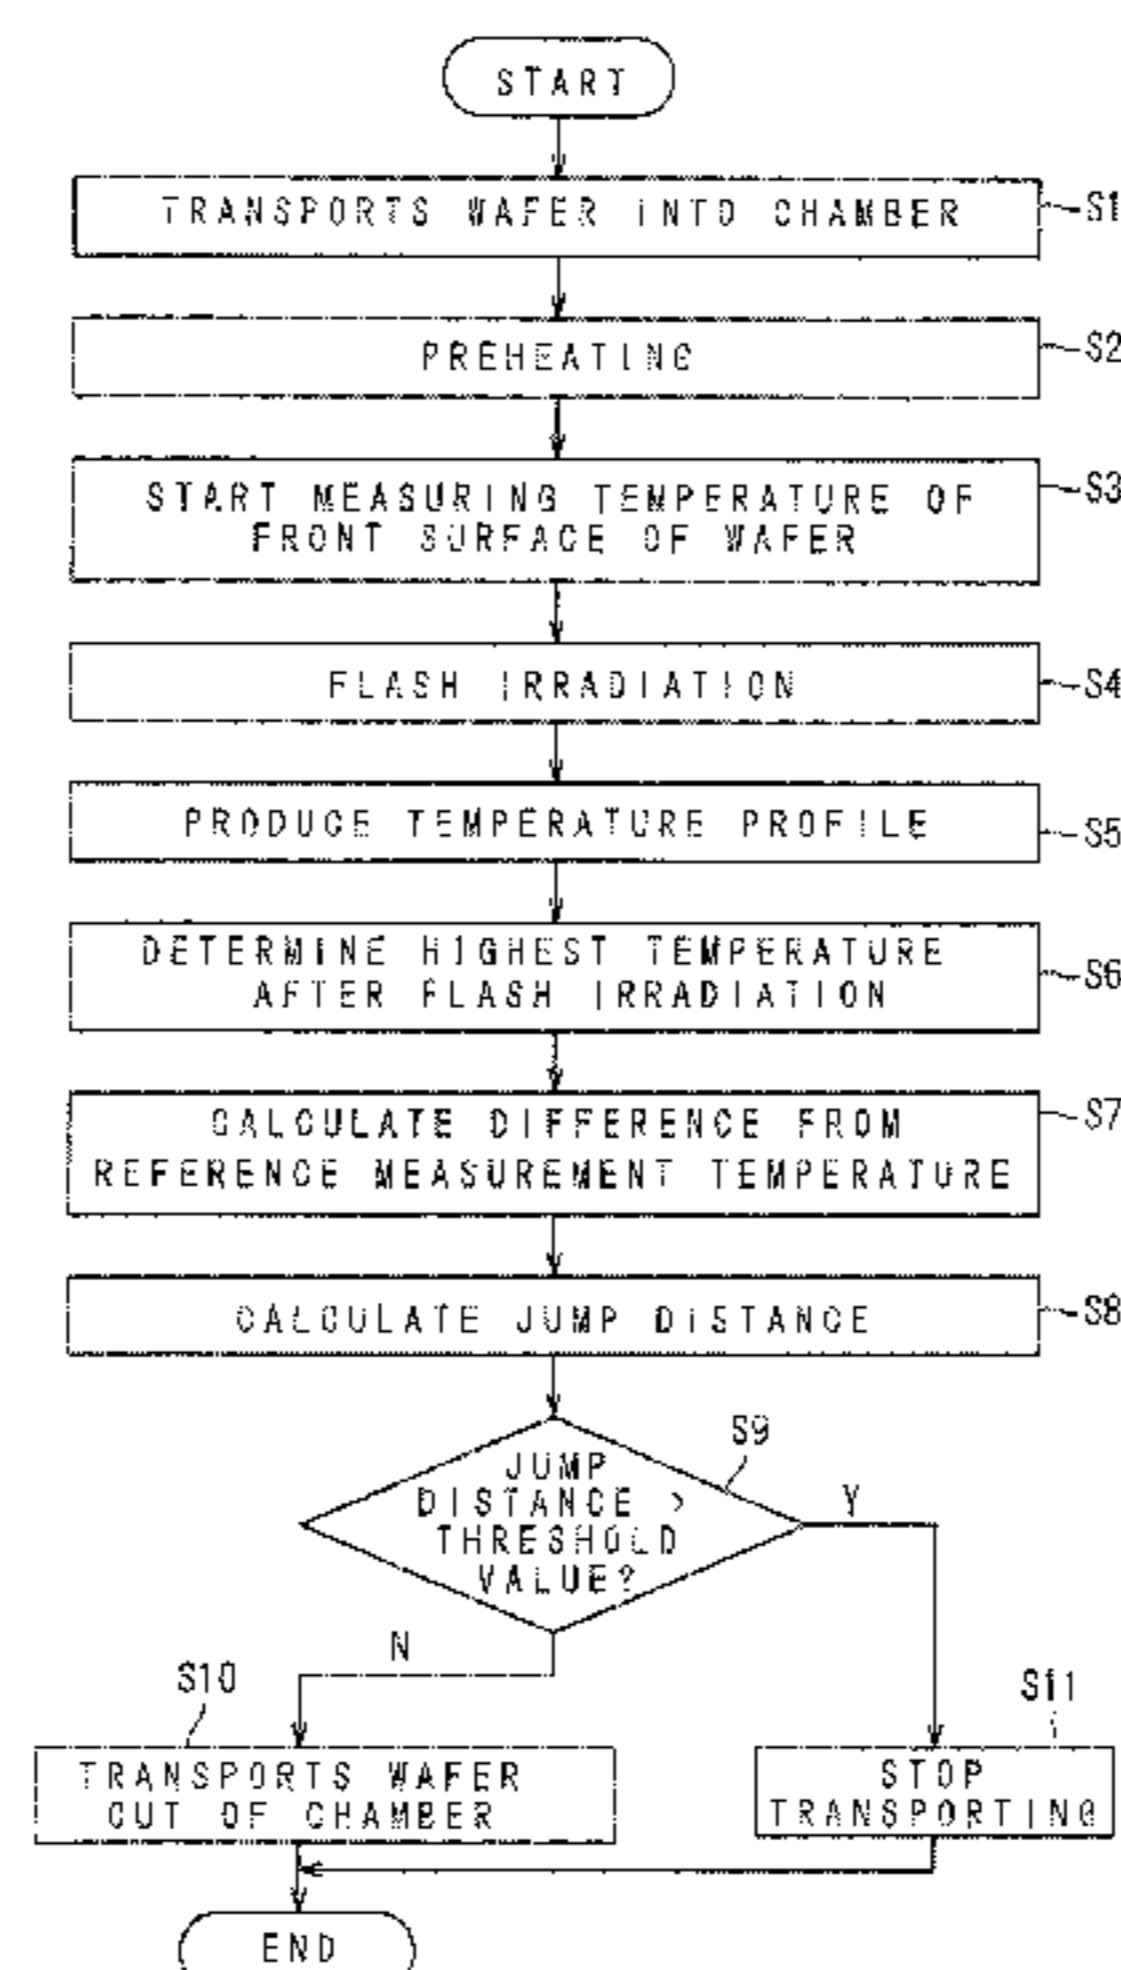 START
TRANSPORTS WAFER INTO CHAMBER
S1
PREHEATING
S2
START MEASURING TEMPERATURE OF
FRONT SURFACE OF WAFER
S3
FLASH IRRADIATION
S4
PRODUCE TEMPERATURE PROFILE
S5
DETERMINE HIGHEST TEMPERATURE
AFTER FLASH IRRADIATION
S6
CALCULATE DIFFERENCE FROM
REFERENCE MEASUREMENT TEMPERATURE
S7
CALCULATE JUMP DISTANCE
S8
S9
JUMP
DISTANCE >
THRESHOLD
VALUE?
Y
N
S10
TRANSPORTS WAFER
OUT OF CHAMBER
S11
STOP
TRANSPORTING
END